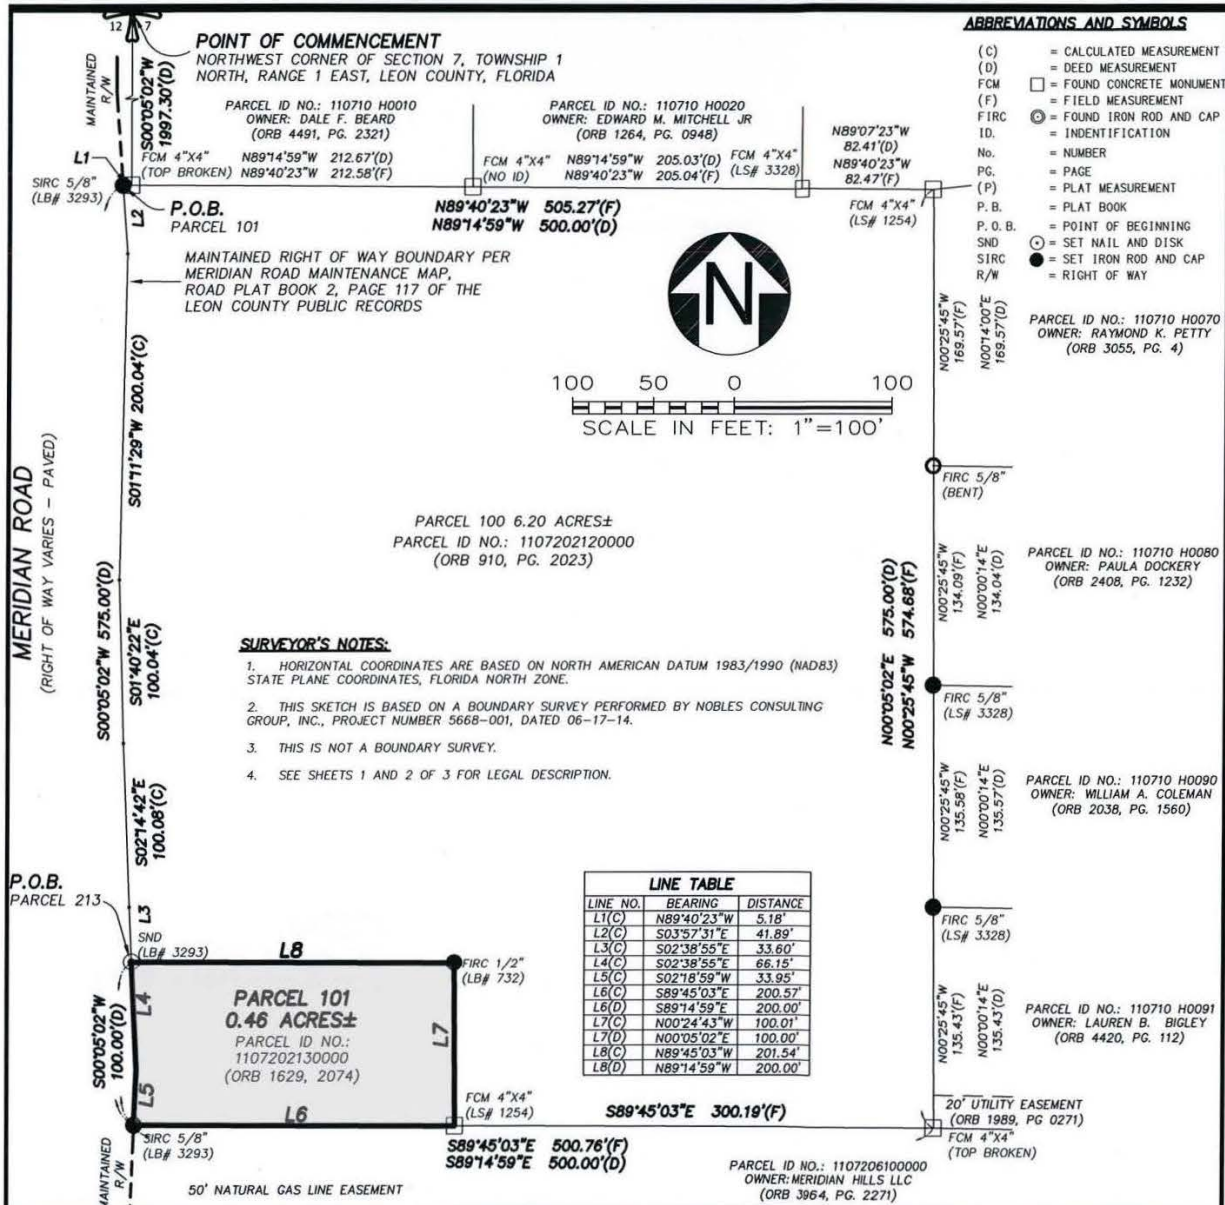 12 7
POINT OF COMMENCEMENT
NORTHWEST CORNER OF SECTION 7, TOWNSHIP 1
NORTH, RANGE 1 EAST, LEON COUNTY, FLORIDA
MAINTAINED
R/W
S00°05'02"W
1997.30'(D)
PARCEL ID NO.: 110710 H0010
OWNER: DALE F. BEARD
(ORB 4491, PG. 2321)
PARCEL ID NO.: 110710 H0020
OWNER: EDWARD M. MITCHELL JR
(ORB 1264, PG. 0948)
N89°07'23"W
82.41'(D)
N89°40'23"W
82.47'(F)
L1
FCM 4"X4"
(TOP BROKEN)
N89°14'59"W 212.67'(D)
N89°40'23"W 212.58'(F)
FCM 4"X4"
(NO ID)
N89°14'59"W 205.03'(D)
N89°40'23"W 205.04'(F)
FCM 4"X4"
(LS# 3328)
SIRC 5/8"
(LB# 3293)
L2
P.O.B.
PARCEL 101
N89°40'23"W 505.27'(F)
N89°14'59"W 500.00'(D)
FCM 4"X4"
(LS# 1254)
ABBREVIATIONS AND SYMBOLS
(C) = CALCULATED MEASUREMENT
(D) = DEED MEASUREMENT
FCM = FOUND CONCRETE MONUMENT
(F) = FIELD MEASUREMENT
FIRC = FOUND IRON ROD AND CAP
ID. = INDENTIFICATION
No. = NUMBER
PG. = PAGE
(P) = PLAT MEASUREMENT
P.B. = PLAT BOOK
P.O.B. = POINT OF BEGINNING
SND = SET NAIL AND DISK
SIRC = SET IRON ROD AND CAP
R/W = RIGHT OF WAY
MAINTAINED RIGHT OF WAY BOUNDARY PER
MERIDIAN ROAD MAINTENANCE MAP,
ROAD PLAT BOOK 2, PAGE 117 OF THE
LEON COUNTY PUBLIC RECORDS
N
100 50 0 100
SCALE IN FEET: 1"=100'
N00°25'45"W
169.57'(F)
N00°14'00"E
169.57'(D)
PARCEL ID NO.: 110710 H0070
OWNER: RAYMOND K. PETTY
(ORB 3055, PG. 4)
S01°11'29"W 200.04'(C)
MERIDIAN ROAD
(RIGHT OF WAY VARIES - PAVED)
FIRC 5/8"
(BENT)
PARCEL 100 6.20 ACRES±
PARCEL ID NO.: 1107202120000
(ORB 910, PG. 2023)
N00°25'45"W
134.09'(F)
N00°00'14"E
134.04'(D)
PARCEL ID NO.: 110710 H0080
OWNER: PAULA DOCKERY
(ORB 2408, PG. 1232)
S00°05'02"W 575.00'(D)
S01°40'22"E
100.04'(C)
N00°05'02"E 575.00'(D)
N00°25'45"W 574.68'(F)
SURVEYOR'S NOTES:
1. HORIZONTAL COORDINATES ARE BASED ON NORTH AMERICAN DATUM 1983/1990 (NAD83)
STATE PLANE COORDINATES, FLORIDA NORTH ZONE.
2. THIS SKETCH IS BASED ON A BOUNDARY SURVEY PERFORMED BY NOBLES CONSULTING
GROUP, INC., PROJECT NUMBER 5668-001, DATED 06-17-14.
3. THIS IS NOT A BOUNDARY SURVEY.
4. SEE SHEETS 1 AND 2 OF 3 FOR LEGAL DESCRIPTION.
FIRC 5/8"
(LS# 3328)
N00°25'45"W
135.58'(F)
N00°00'14"E
135.57'(D)
PARCEL ID NO.: 110710 H0090
OWNER: WILLIAM A. COLEMAN
(ORB 2038, PG. 1560)
S02°14'42"E
100.08'(C)
P.O.B.
PARCEL 213
L3
SND
(LB# 3293)
L8
FIRC 1/2"
(LB# 732)
LINE TABLE
LINE NO. BEARING DISTANCE
L1(C) N89°40'23"W 5.18'
L2(C) S03°57'31"E 41.89'
L3(C) S02°38'55"E 33.60'
L4(C) S02°38'55"E 66.15'
L5(C) S02°18'59"W 33.95'
L6(C) S89°45'03"E 200.57'
L6(D) S89°14'59"E 200.00'
L7(C) N00°24'43"W 100.01'
L7(D) N00°05'02"E 100.00'
L8(C) N89°45'03"W 201.54'
L8(D) N89°14'59"W 200.00'
FIRC 5/8"
(LS# 3328)
S00°05'02"W
100.00'(D)
L4
L5
PARCEL 101
0.46 ACRES±
PARCEL ID NO.:
1107202130000
(ORB 1629, 2074)
L7
L6
N00°25'45"W
135.43'(F)
N00°00'14"E
135.43'(D)
PARCEL ID NO.: 110710 H0091
OWNER: LAUREN B. BIGLEY
(ORB 4420, PG. 112)
FCM 4"X4"
(LS# 1254)
S89°45'03"E 300.19'(F)
20' UTILITY EASEMENT
(ORB 1989, PG 0271)
FCM 4"X4"
(TOP BROKEN)
SIRC 5/8"
(LB# 3293)
S89°45'03"E 500.76'(F)
S89°14'59"E 500.00'(D)
MAINTAINED
R/W
50' NATURAL GAS LINE EASEMENT
PARCEL ID NO.: 1107206100000
OWNER: MERIDIAN HILLS LLC
(ORB 3964, PG. 2271)